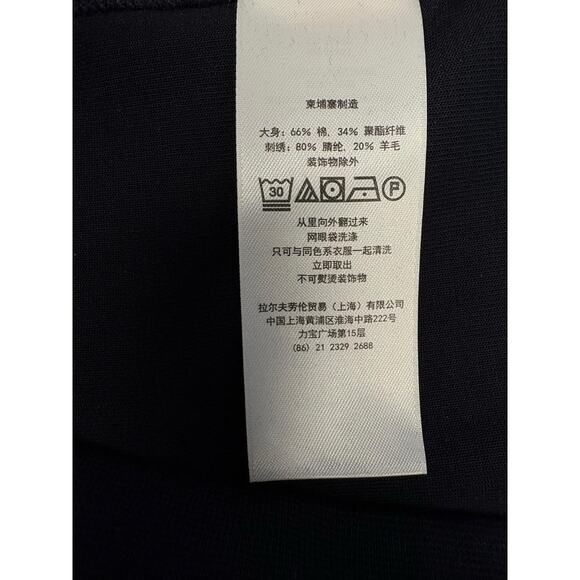 柬埔寨制造
大身: 66% 棉, 34% 聚酯纤维
刺绣: 80% 腈纶, 20% 羊毛
装饰物除外
30 P
从里向外翻过来
网眼袋洗涤
只可与同色系衣服一起清洗
立即取出
不可熨烫装饰物
拉尔夫劳伦贸易 (上海) 有限公司
中国上海黄浦区淮海中路222号
力宝广场第15层
(86) 21 2329 2688